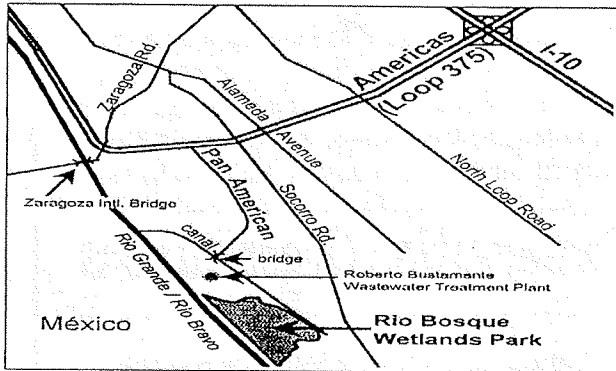 Zaragoza Rd.
Americas
(Loop 375)
I-10
Alameda
Avenue
Pan American
Socorro Rd.
North Loop Road
Zaragoza Intl. Bridge
canal
bridge
Rio Grande / Rio Bravo
Roberto Bustamante
Wastewater Treatment Plant
México
Rio Bosque
Wetlands Park